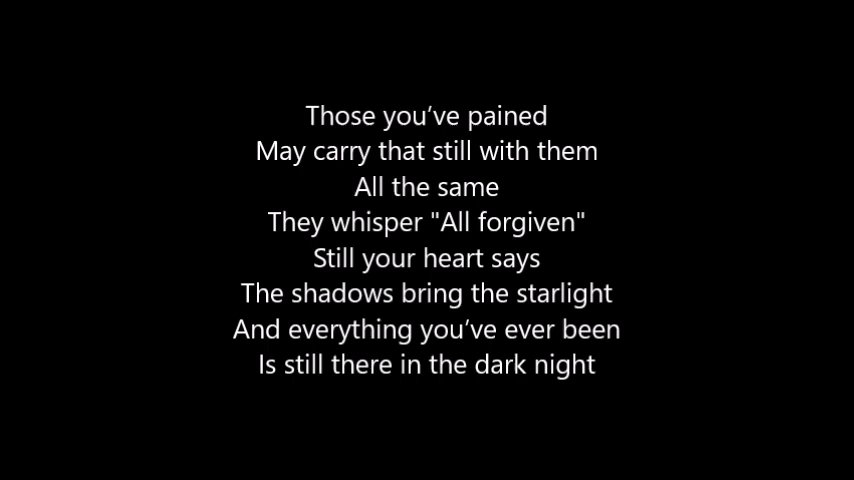 Those you’ve pained
May carry that still with them
All the same
They whisper "All forgiven"
Still your heart says
The shadows bring the starlight
And everything you’ve ever been
Is still there in the dark night